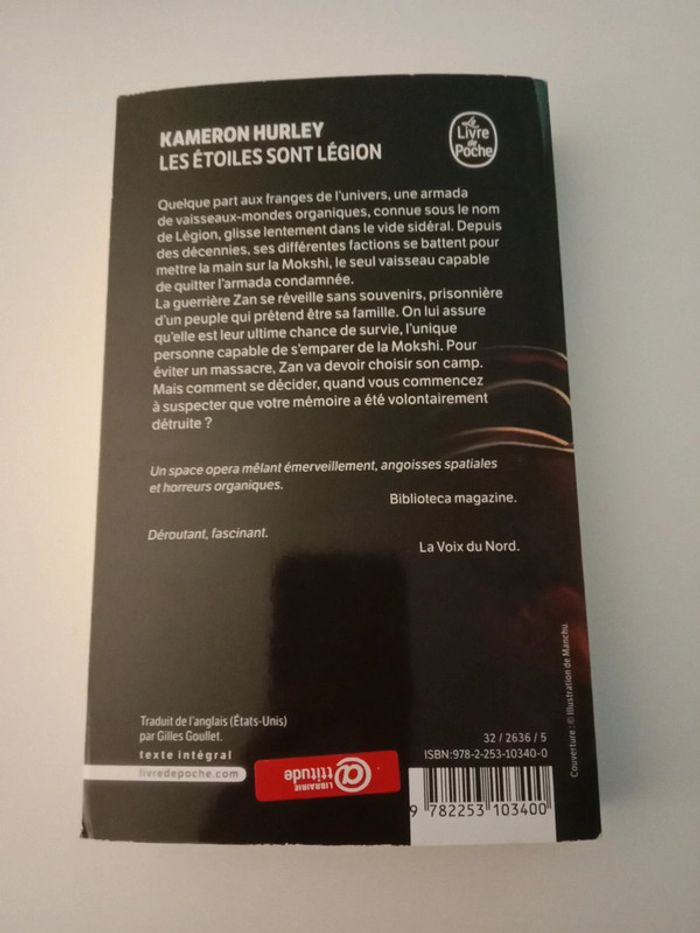 KAMERON HURLEY
LES ÉTOILES SONT LÉGION
Le
Livre
de
Poche
Quelque part aux franges de l'univers, une armada
de vaisseaux-mondes organiques, connue sous le nom
de Légion, glisse lentement dans le vide sidéral. Depuis
des décennies, ses différentes factions se battent pour
mettre la main sur la Mokshi, le seul vaisseau capable
de quitter l'armada condamnée.
La guerrière Zan se réveille sans souvenirs, prisonnière
d'un peuple qui prétend être sa famille. On lui assure
qu'elle est leur ultime chance de survie, l'unique
personne capable de s'emparer de la Mokshi. Pour
éviter un massacre, Zan va devoir choisir son camp.
Mais comment se décider, quand vous commencez
à suspecter que votre mémoire a été volontairement
détruite ?
Un space opera mêlant émerveillement, angoisses spatiales
et horreurs organiques.
Biblioteca magazine.
Déroutant, fascinant.
La Voix du Nord.
Couverture : © Illustration de Manchu.
Traduit de l'anglais (États-Unis)
par Gilles Goullet.
texte intégral
livredepoche.com
LIBRAIRIE
@ttitude
32 / 2636 / 5
ISBN:978-2-253-10340-0
9 782253 103400